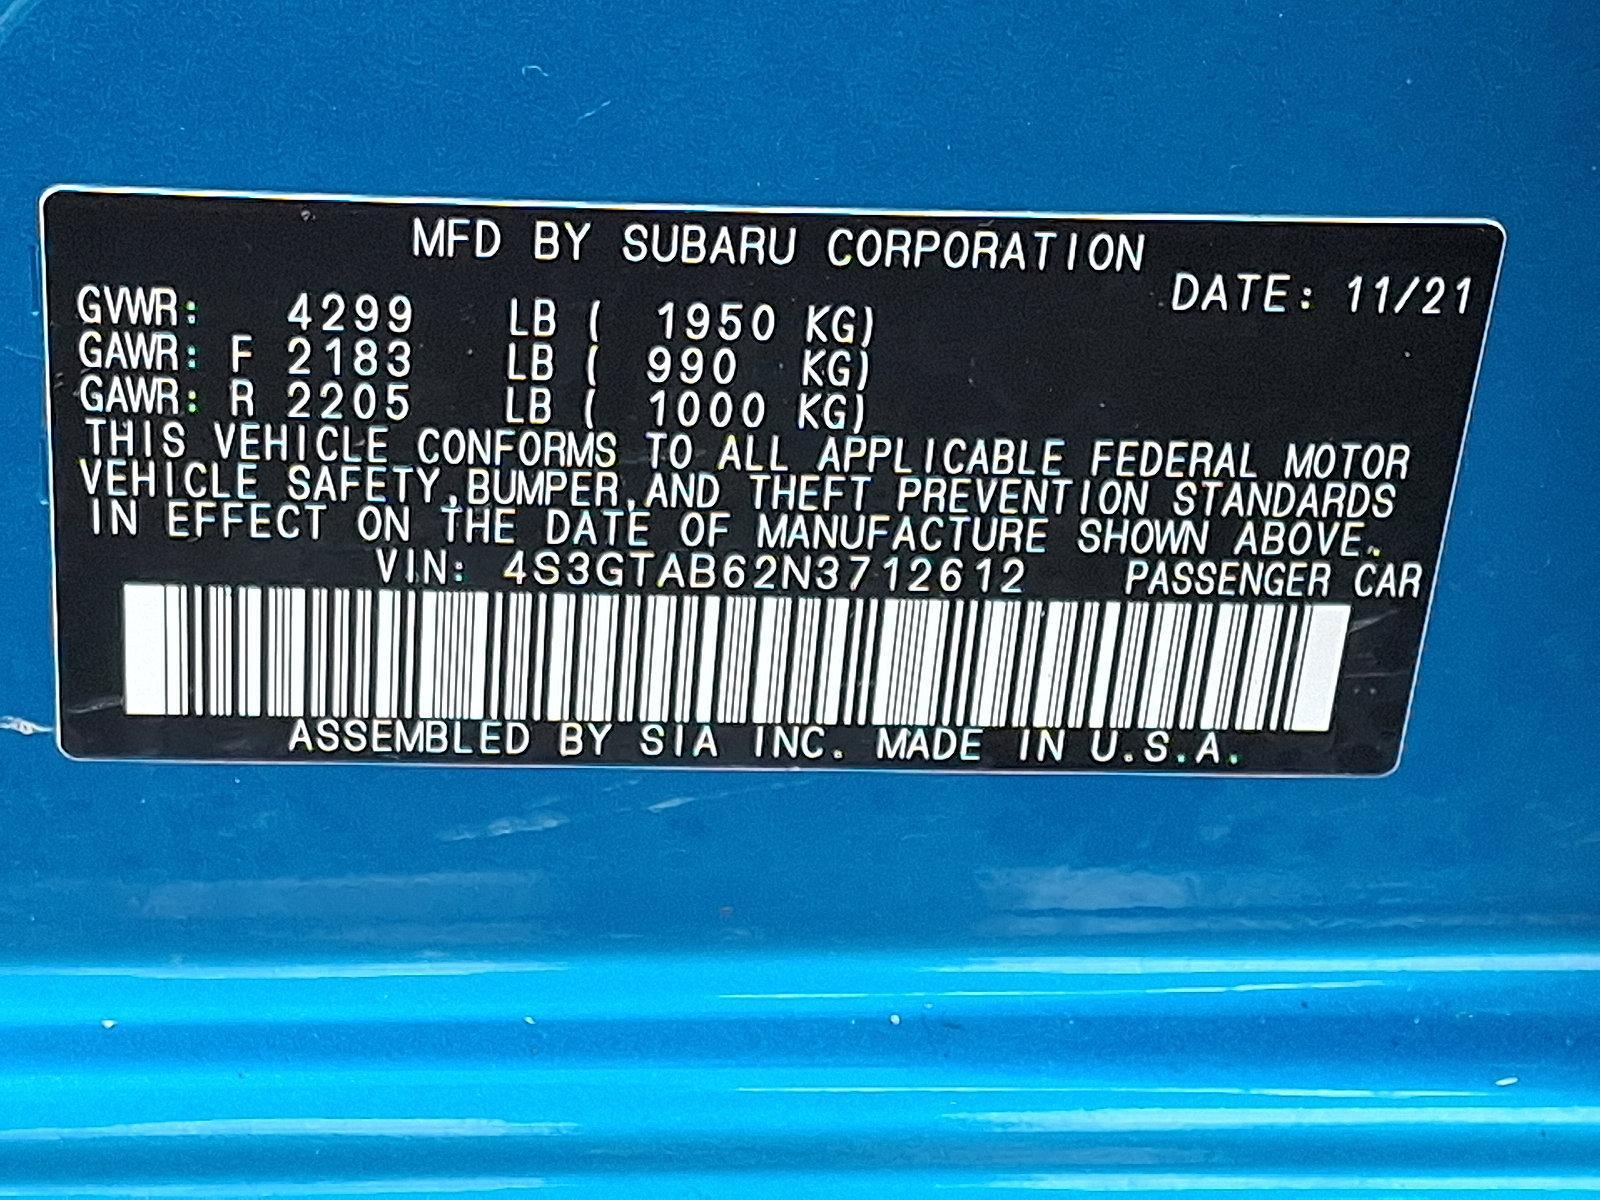 MFD BY SUBARU CORPORATION
DATE: 11/21
GVWR: 4299 LB ( 1950 KG)
GAWR: F 2183 LB ( 990 KG)
GAWR: R 2205 LB ( 1000 KG)
THIS VEHICLE CONFORMS TO ALL APPLICABLE FEDERAL MOTOR
VEHICLE SAFETY,BUMPER,AND THEFT PREVENTION STANDARDS
IN EFFECT ON THE DATE OF MANUFACTURE SHOWN ABOVE.
VIN: 4S3GTAB62N3712612 PASSENGER CAR
ASSEMBLED BY SIA INC. MADE IN U.S.A.